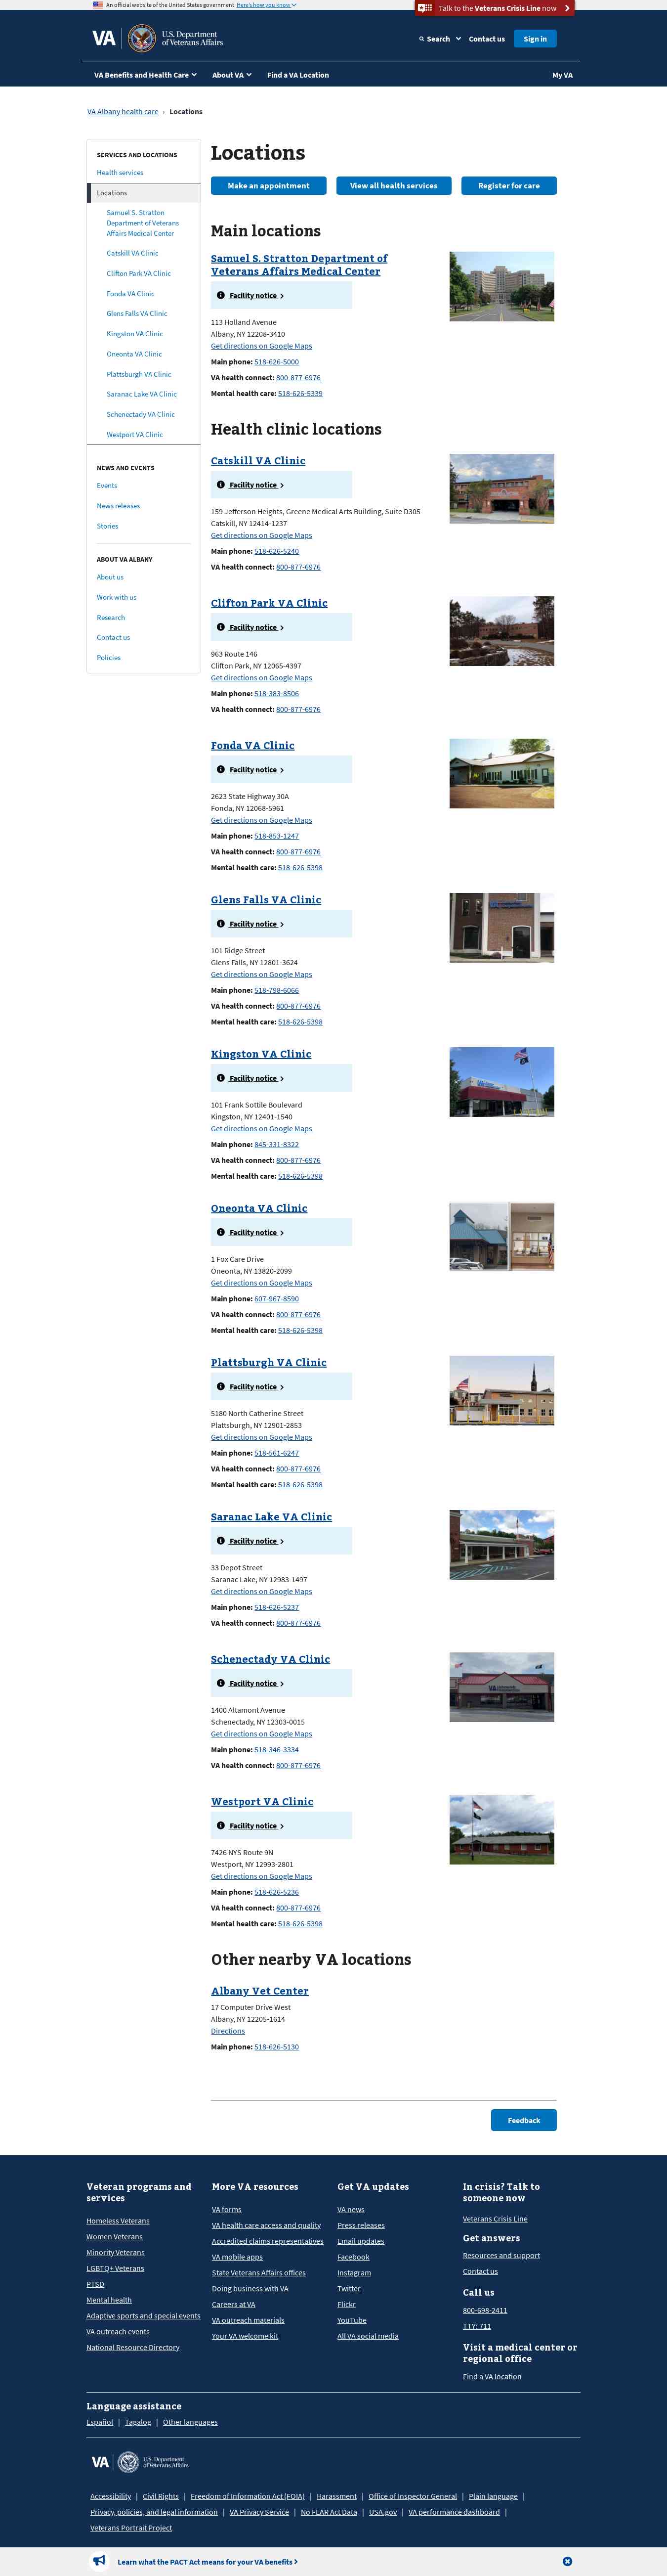 An official website of the United States government Here's how you know
Talk to the Veterans Crisis Line now
VA
U.S. Department
of Veterans Affairs
Search
Contact us
Sign in
VA Benefits and Health Care
About VA
Find a VA Location
My VA
VA Albany health care › Locations
SERVICES AND LOCATIONS
Health services
Locations
Samuel S. Stratton
Department of Veterans
Affairs Medical Center
Catskill VA Clinic
Clifton Park VA Clinic
Fonda VA Clinic
Glens Falls VA Clinic
Kingston VA Clinic
Oneonta VA Clinic
Plattsburgh VA Clinic
Saranac Lake VA Clinic
Schenectady VA Clinic
Westport VA Clinic
NEWS AND EVENTS
Events
News releases
Stories
ABOUT VA ALBANY
About us
Work with us
Research
Contact us
Policies
Locations
Make an appointment
View all health services
Register for care
Main locations
Samuel S. Stratton Department of
Veterans Affairs Medical Center
Facility notice
113 Holland Avenue
Albany, NY 12208-3410
Get directions on Google Maps
Main phone: 518-626-5000
VA health connect: 800-877-6976
Mental health care: 518-626-5339
Health clinic locations
Catskill VA Clinic
Facility notice
159 Jefferson Heights, Greene Medical Arts Building, Suite D305
Catskill, NY 12414-1237
Get directions on Google Maps
Main phone: 518-626-5240
VA health connect: 800-877-6976
Clifton Park VA Clinic
Facility notice
963 Route 146
Clifton Park, NY 12065-4397
Get directions on Google Maps
Main phone: 518-383-8506
VA health connect: 800-877-6976
Fonda VA Clinic
Facility notice
2623 State Highway 30A
Fonda, NY 12068-5961
Get directions on Google Maps
Main phone: 518-853-1247
VA health connect: 800-877-6976
Mental health care: 518-626-5398
Glens Falls VA Clinic
Facility notice
101 Ridge Street
Glens Falls, NY 12801-3624
Get directions on Google Maps
Main phone: 518-798-6066
VA health connect: 800-877-6976
Mental health care: 518-626-5398
Kingston VA Clinic
Facility notice
101 Frank Sottile Boulevard
Kingston, NY 12401-1540
Get directions on Google Maps
Main phone: 845-331-8322
VA health connect: 800-877-6976
Mental health care: 518-626-5398
Oneonta VA Clinic
Facility notice
1 Fox Care Drive
Oneonta, NY 13820-2099
Get directions on Google Maps
Main phone: 607-967-8590
VA health connect: 800-877-6976
Mental health care: 518-626-5398
Plattsburgh VA Clinic
Facility notice
5180 North Catherine Street
Plattsburgh, NY 12901-2853
Get directions on Google Maps
Main phone: 518-561-6247
VA health connect: 800-877-6976
Mental health care: 518-626-5398
Saranac Lake VA Clinic
Facility notice
33 Depot Street
Saranac Lake, NY 12983-1497
Get directions on Google Maps
Main phone: 518-626-5237
VA health connect: 800-877-6976
Schenectady VA Clinic
Facility notice
1400 Altamont Avenue
Schenectady, NY 12303-0015
Get directions on Google Maps
Main phone: 518-346-3334
VA health connect: 800-877-6976
Westport VA Clinic
Facility notice
7426 NYS Route 9N
Westport, NY 12993-2801
Get directions on Google Maps
Main phone: 518-626-5236
VA health connect: 800-877-6976
Mental health care: 518-626-5398
Other nearby VA locations
Albany Vet Center
17 Computer Drive West
Albany, NY 12205-1614
Directions
Main phone: 518-626-5130
Feedback
Veteran programs and
services
Homeless Veterans
Women Veterans
Minority Veterans
LGBTQ+ Veterans
PTSD
Mental health
Adaptive sports and special events
VA outreach events
National Resource Directory
More VA resources
VA forms
VA health care access and quality
Accredited claims representatives
VA mobile apps
State Veterans Affairs offices
Doing business with VA
Careers at VA
VA outreach materials
Your VA welcome kit
Get VA updates
VA news
Press releases
Email updates
Facebook
Instagram
Twitter
Flickr
YouTube
All VA social media
In crisis? Talk to
someone now
Veterans Crisis Line
Get answers
Resources and support
Contact us
Call us
800-698-2411
TTY: 711
Visit a medical center or
regional office
Find a VA location
Language assistance
Español | Tagalog | Other languages
VA
U.S. Department
of Veterans Affairs
Accessibility | Civil Rights | Freedom of Information Act (FOIA) | Harassment | Office of Inspector General | Plain language |
Privacy, policies, and legal information | VA Privacy Service | No FEAR Act Data | USA.gov | VA performance dashboard |
Veterans Portrait Project
Learn what the PACT Act means for your VA benefits